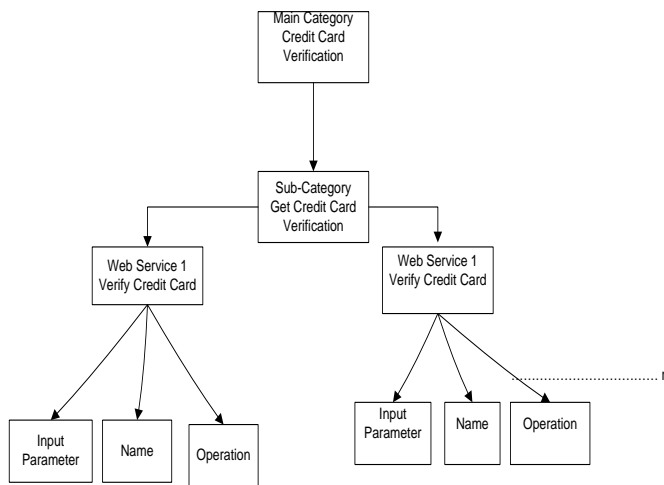 Main Category
Credit Card
Verification
Sub-Category
Get Credit Card
Verification
Web Service 1
Verify Credit Card
Web Service 1
Verify Credit Card
Input
Parameter
Name
Operation
Input
Parameter
Name
Operation